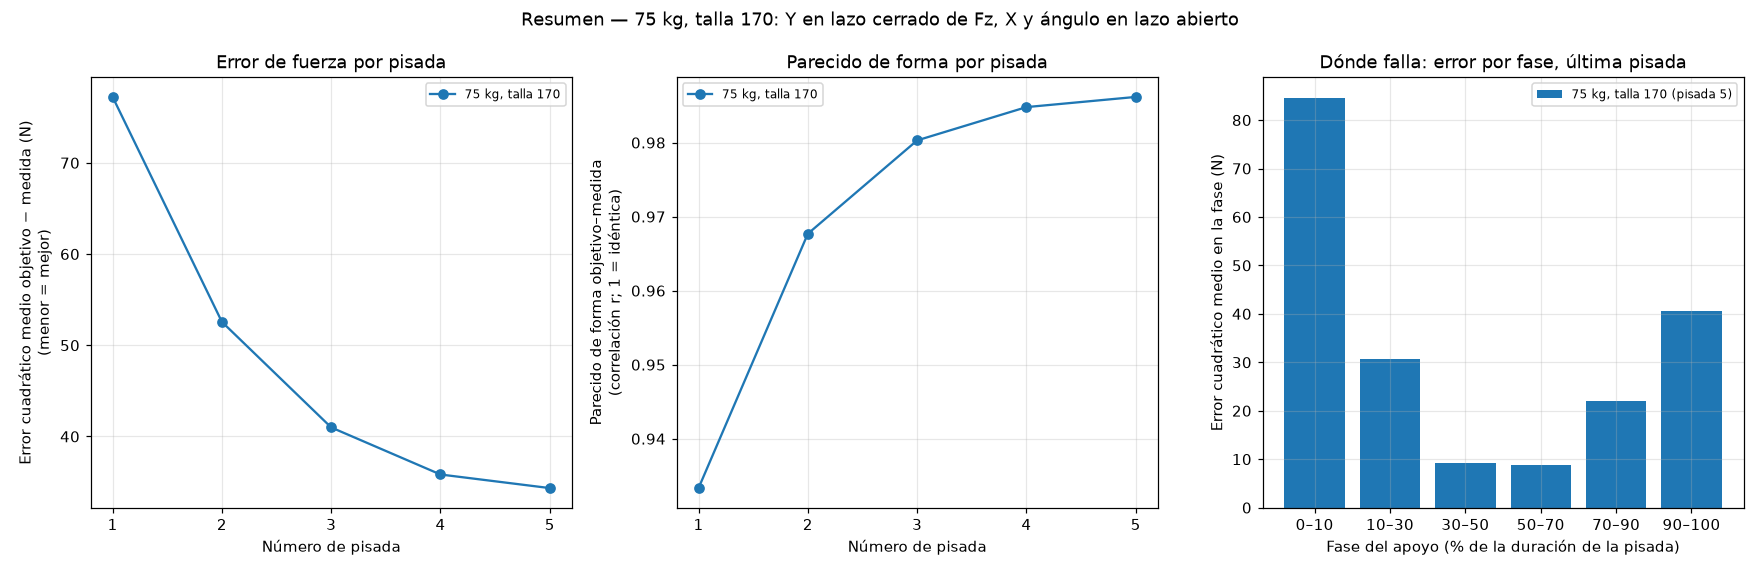 Resumen — 75 kg, talla 170: Y en lazo cerrado de Fz, X y ángulo en lazo abierto
Error de fuerza por pisada
75 kg, talla 170
Error cuadrático medio objetivo − medida (N)
(menor = mejor)
70
60
50
40
1
2
3
4
5
Número de pisada
Parecido de forma por pisada
75 kg, talla 170
Parecido de forma objetivo–medida
(correlación r; 1 = idéntica)
0.98
0.97
0.96
0.95
0.94
1
2
3
4
5
Número de pisada
Dónde falla: error por fase, última pisada
75 kg, talla 170 (pisada 5)
Error cuadrático medio en la fase (N)
80
70
60
50
40
30
20
10
0
0–10
10–30
30–50
50–70
70–90
90–100
Fase del apoyo (% de la duración de la pisada)